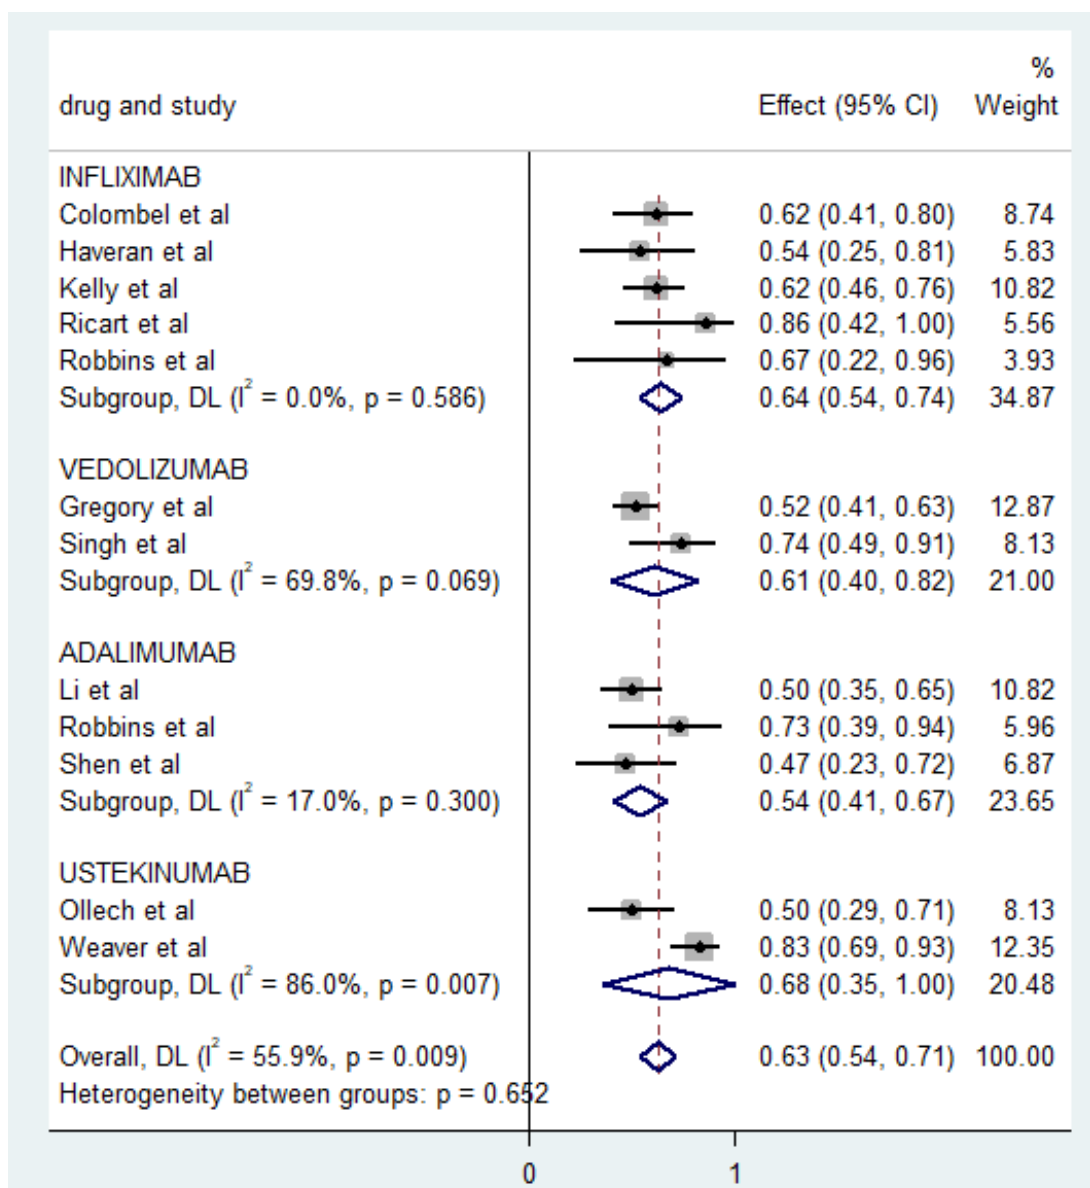 %
drug and study Effect (95% CI) Weight
INFLIXIMAB
Colombel et al 0.62 (0.41, 0.80) 8.74
Haveran et al 0.54 (0.25, 0.81) 5.83
Kelly et al 0.62 (0.46, 0.76) 10.82
Ricart et al 0.86 (0.42, 1.00) 5.56
Robbins et al 0.67 (0.22, 0.96) 3.93
Subgroup, DL (I² = 0.0%, p = 0.586) 0.64 (0.54, 0.74) 34.87
VEDOLIZUMAB
Gregory et al 0.52 (0.41, 0.63) 12.87
Singh et al 0.74 (0.49, 0.91) 8.13
Subgroup, DL (I² = 69.8%, p = 0.069) 0.61 (0.40, 0.82) 21.00
ADALIMUMAB
Li et al 0.50 (0.35, 0.65) 10.82
Robbins et al 0.73 (0.39, 0.94) 5.96
Shen et al 0.47 (0.23, 0.72) 6.87
Subgroup, DL (I² = 17.0%, p = 0.300) 0.54 (0.41, 0.67) 23.65
USTEKINUMAB
Ollech et al 0.50 (0.29, 0.71) 8.13
Weaver et al 0.83 (0.69, 0.93) 12.35
Subgroup, DL (I² = 86.0%, p = 0.007) 0.68 (0.35, 1.00) 20.48
Overall, DL (I² = 55.9%, p = 0.009) 0.63 (0.54, 0.71) 100.00
Heterogeneity between groups: p = 0.652
0 1